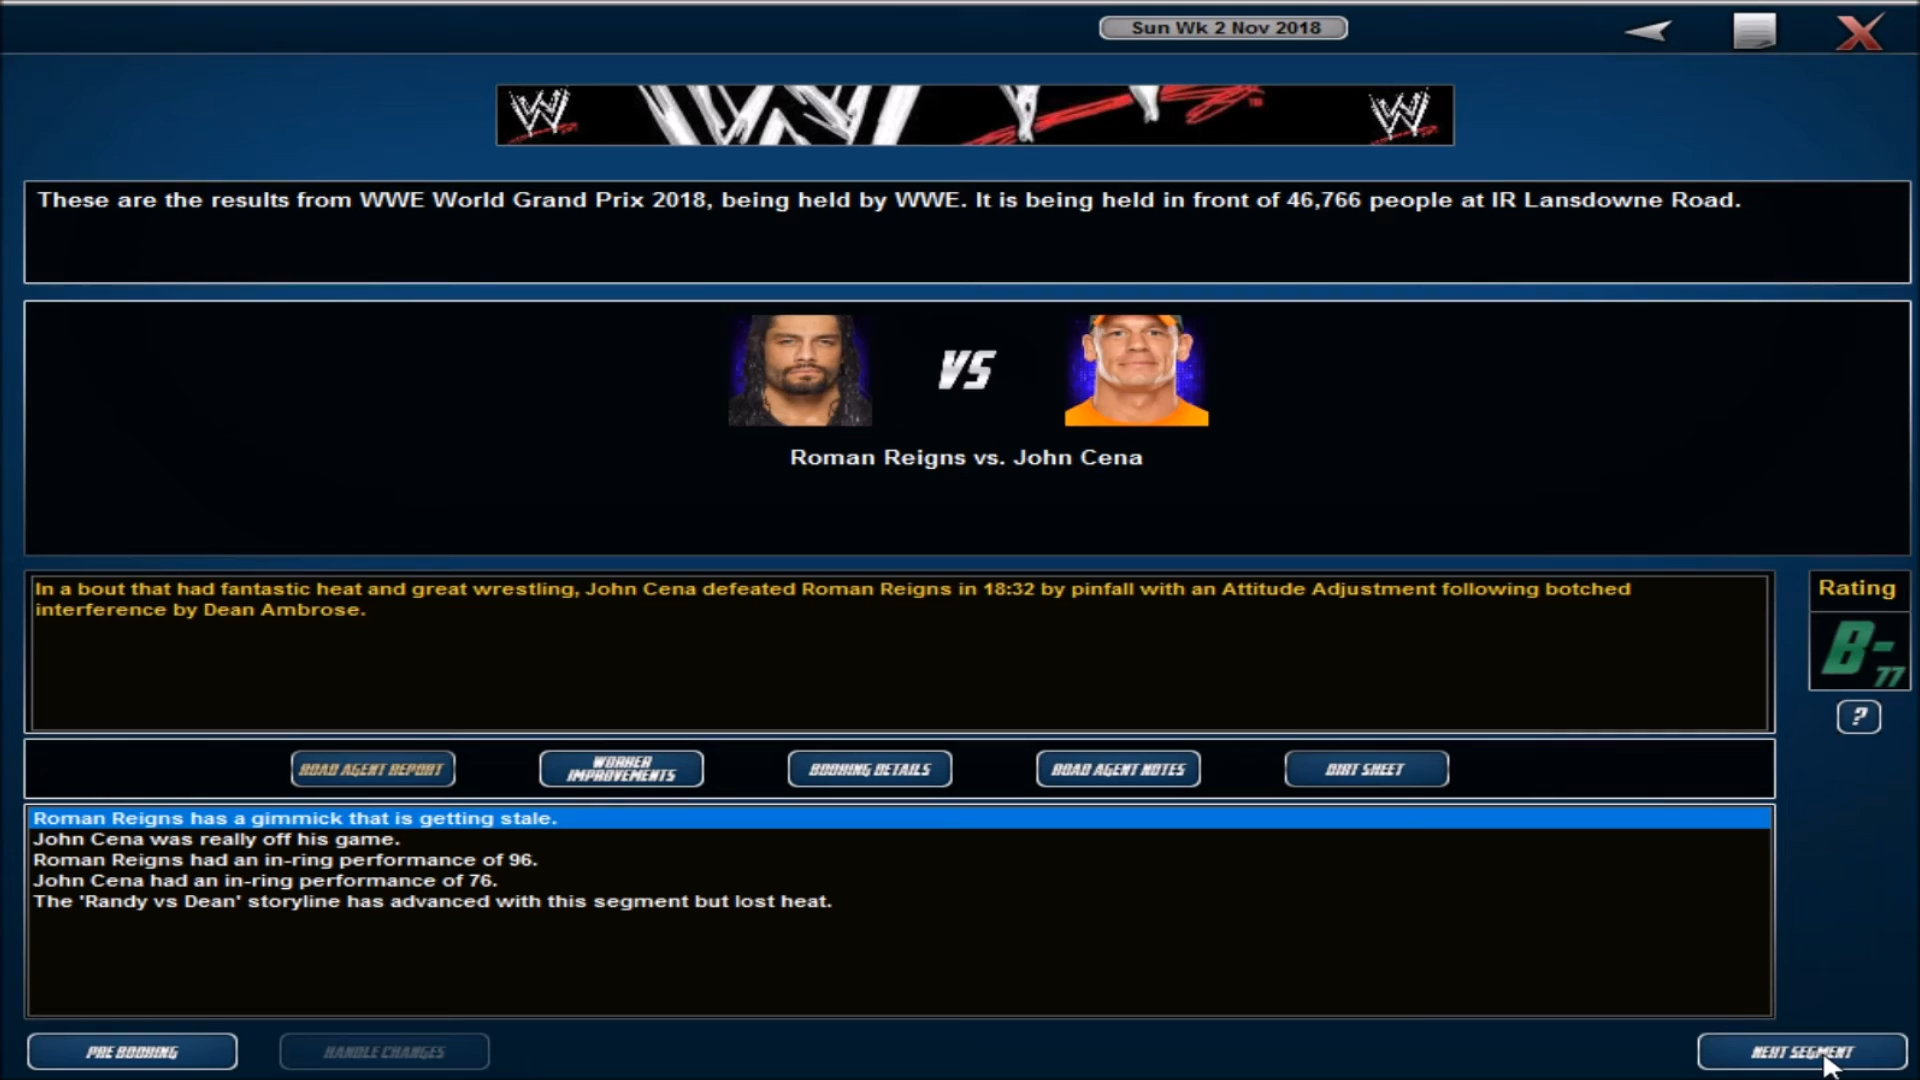 Sun Wk 2 Nov 2018
These are the results from WWE World Grand Prix 2018, being held by WWE. It is being held in front of 46,766 people at IR Lansdowne Road.
VS
Roman Reigns vs. John Cena
In a bout that had fantastic heat and great wrestling, John Cena defeated Roman Reigns in 18:32 by pinfall with an Attitude Adjustment following botched
interference by Dean Ambrose.
Rating
B-
77
?
ROAD AGENT REPORT
WORKER
IMPROVEMENTS
BOOKING DETAILS
ROAD AGENT NOTES
DIRT SHEET
Roman Reigns has a gimmick that is getting stale.
John Cena was really off his game.
Roman Reigns had an in-ring performance of 96.
John Cena had an in-ring performance of 76.
The 'Randy vs Dean' storyline has advanced with this segment but lost heat.
PRE BOOKING
HANDLE CHANGES
NEXT SEGMENT